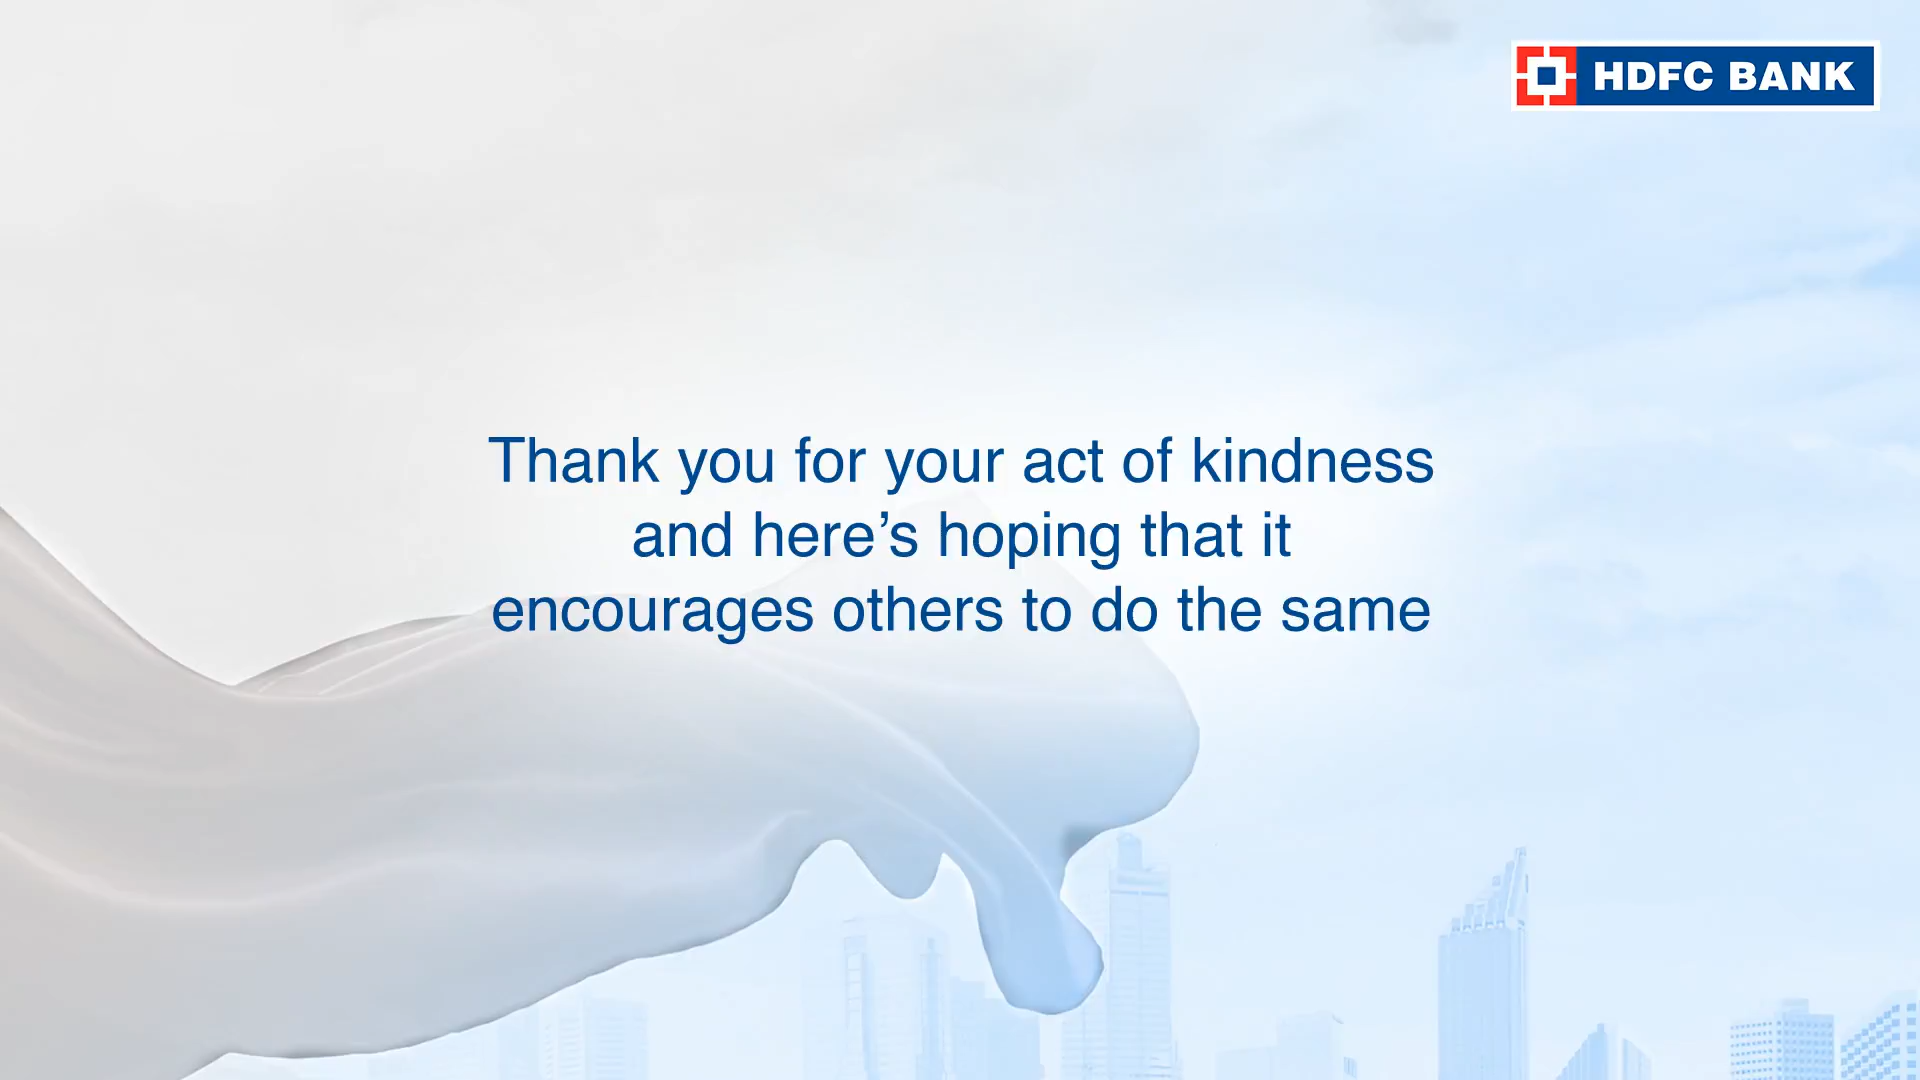 HDFC BANK
Thank you for your act of kindness
and here’s hoping that it
encourages others to do the same